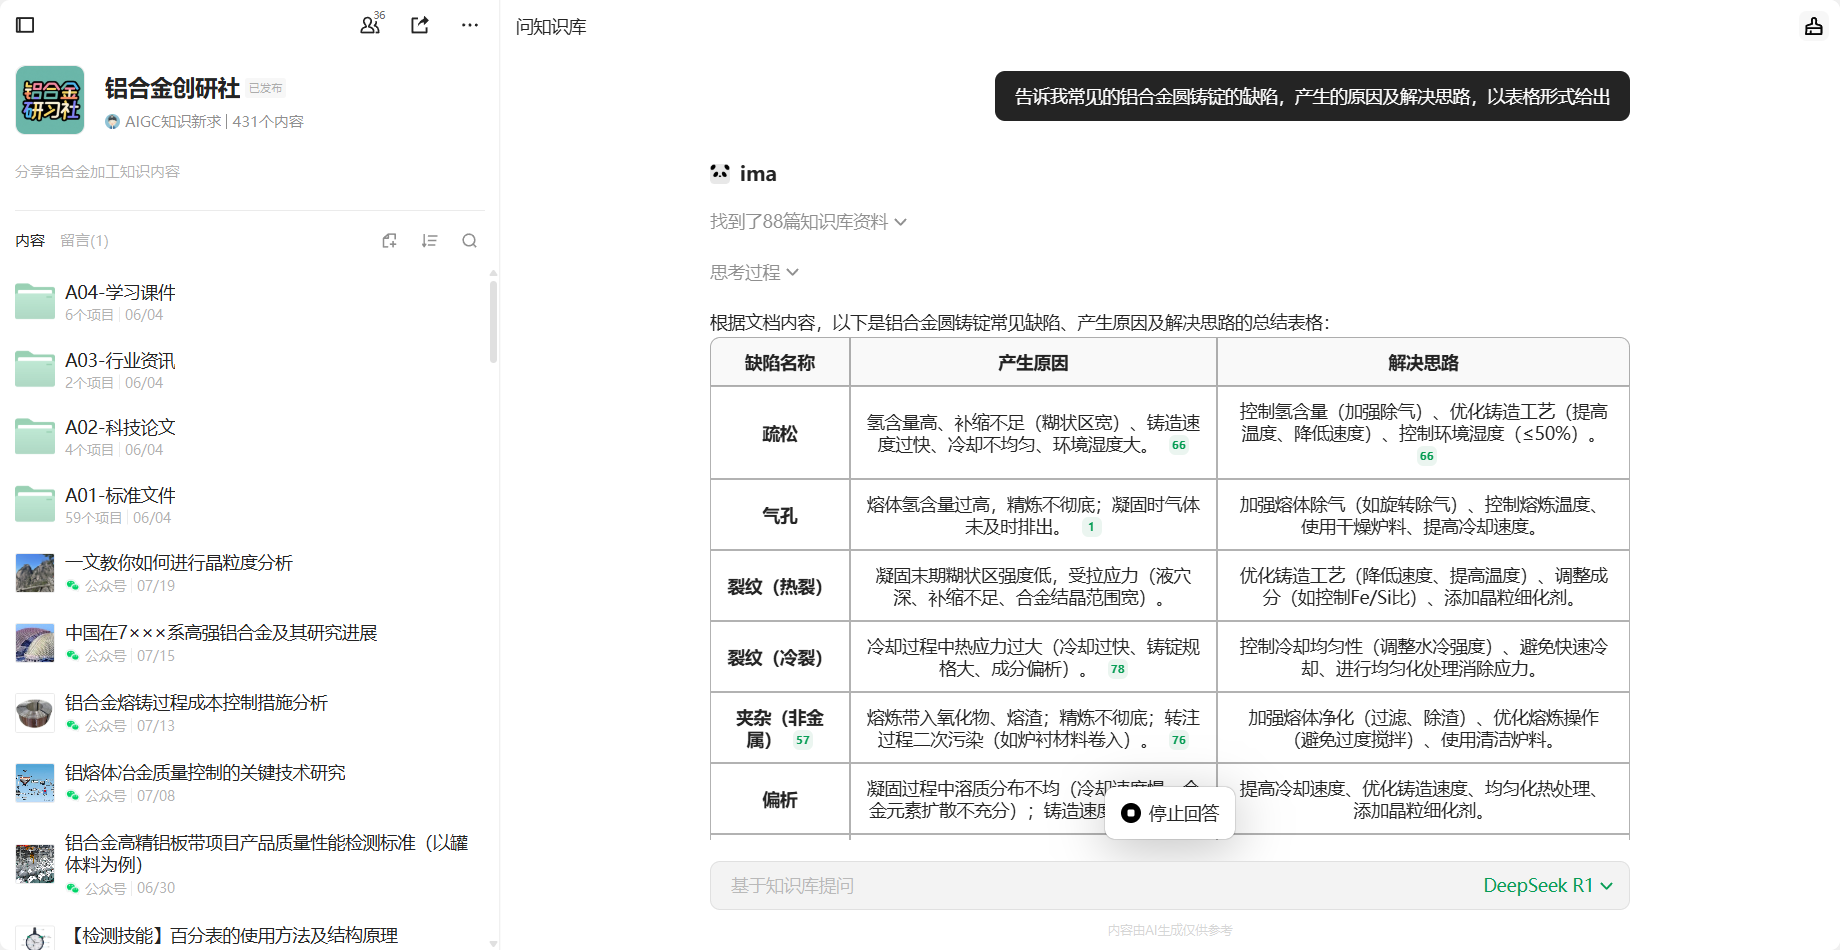 36
问知识库
铝合金
研习社
铝合金创研社 已发布
AIGC知识新求 | 431个内容
分享铝合金加工知识内容
内容 留言(1)
A04-学习课件
6个项目 | 06/04
A03-行业资讯
2个项目 | 06/04
A02-科技论文
4个项目 | 06/04
A01-标准文件
59个项目 | 06/04
一文教你如何进行晶粒度分析
公众号 | 07/19
中国在7×××系高强铝合金及其研究进展
公众号 | 07/15
铝合金熔铸过程成本控制措施分析
公众号 | 07/13
铝熔体冶金质量控制的关键技术研究
公众号 | 07/08
铝合金高精铝板带项目产品质量性能检测标准（以罐
体料为例）
公众号 | 06/30
【检测技能】百分表的使用方法及结构原理
告诉我常见的铝合金圆铸锭的缺陷，产生的原因及解决思路，以表格形式给出
ima
找到了88篇知识库资料
思考过程
根据文档内容，以下是铝合金圆铸锭常见缺陷、产生原因及解决思路的总结表格：
缺陷名称 产生原因 解决思路
疏松
氢含量高、补缩不足（糊状区宽）、铸造速
度过快、冷却不均匀、环境湿度大。 66
控制氢含量（加强除气）、优化铸造工艺（提高
温度、降低速度）、控制环境湿度（≤50%）。
66
气孔
熔体氢含量过高，精炼不彻底；凝固时气体
未及时排出。 1
加强熔体除气（如旋转除气）、控制熔炼温度、
使用干燥炉料、提高冷却速度。
裂纹（热裂）
凝固末期糊状区强度低，受拉应力（液穴
深、补缩不足、合金结晶范围宽）。
优化铸造工艺（降低速度、提高温度）、调整成
分（如控制Fe/Si比）、添加晶粒细化剂。
裂纹（冷裂）
冷却过程中热应力过大（冷却过快、铸锭规
格大、成分偏析）。 78
控制冷却均匀性（调整水冷强度）、避免快速冷
却、进行均匀化处理消除应力。
夹杂（非金
属） 57
熔炼带入氧化物、熔渣；精炼不彻底；转注
过程二次污染（如炉衬材料卷入）。 76
加强熔体净化（过滤、除渣）、优化熔炼操作
（避免过度搅拌）、使用清洁炉料。
偏析
凝固过程中溶质分布不均（冷却速度慢、合
金元素扩散不充分）；铸造速度
提高冷却速度、优化铸造速度、均匀化热处理、
添加晶粒细化剂。
停止回答
基于知识库提问 DeepSeek R1
内容由AI生成仅供参考